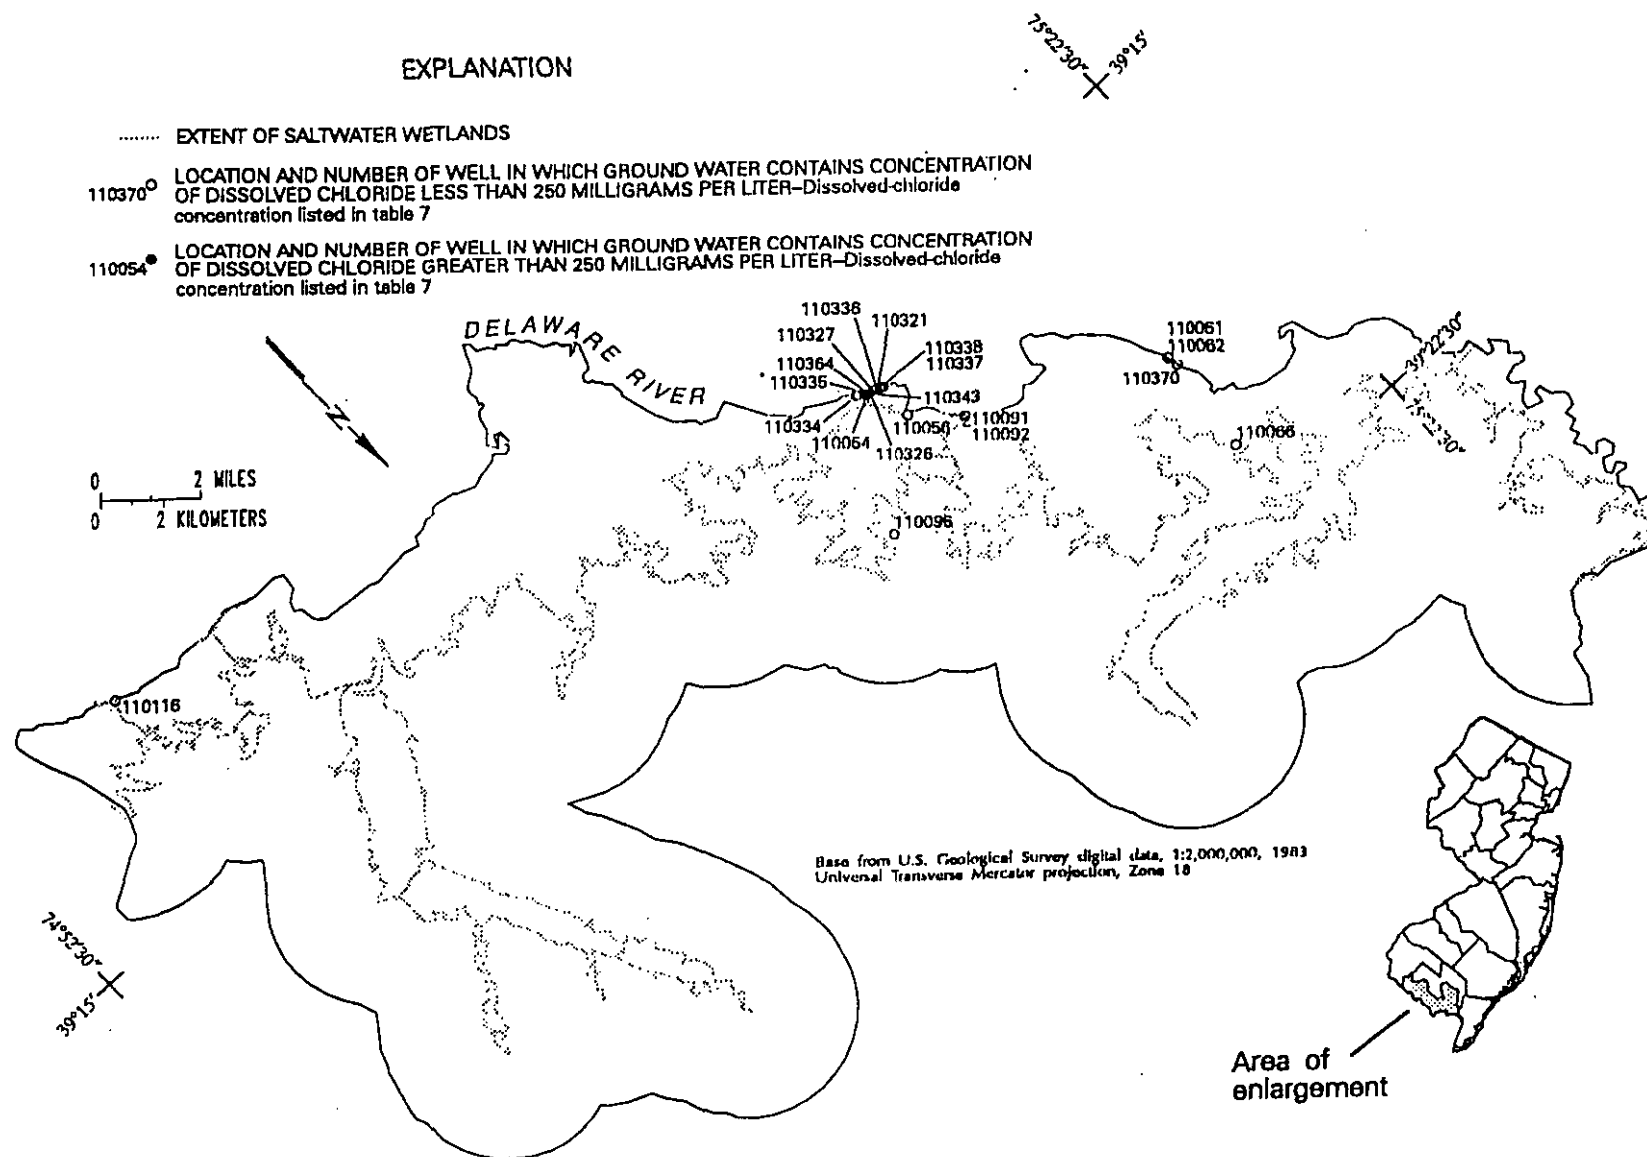 75°22'30"
39°15'
EXPLANATION
EXTENT OF SALTWATER WETLANDS
110370
LOCATION AND NUMBER OF WELL IN WHICH GROUND WATER CONTAINS CONCENTRATION
OF DISSOLVED CHLORIDE LESS THAN 250 MILLIGRAMS PER LITER–Dissolved-chloride
concentration listed in table 7
110054
LOCATION AND NUMBER OF WELL IN WHICH GROUND WATER CONTAINS CONCENTRATION
OF DISSOLVED CHLORIDE GREATER THAN 250 MILLIGRAMS PER LITER–Dissolved-chloride
concentration listed in table 7
DELAWARE RIVER
N
110336
110321
110327
110338
110337
110364
110335
110343
110334
110056
110054
110326
110091
110092
110061
110062
110370
39°22'30"
75°22'30"
110066
0 2 MILES
0 2 KILOMETERS
110096
110116
Base from U.S. Geological Survey digital data, 1:2,000,000, 1983
Universal Transverse Mercator projection, Zone 18
74°52'30"
39°15'
Area of
enlargement